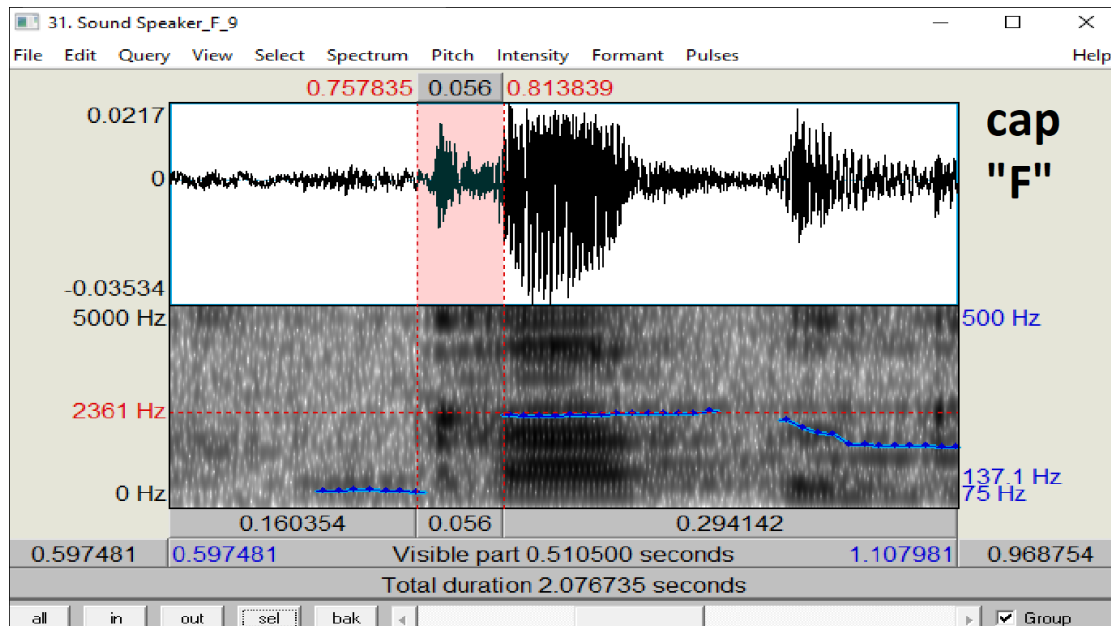 31. Sound Speaker_F_9
File Edit Query View Select Spectrum Pitch Intensity Formant Pulses Help
0.757835 0.056 0.813839
0.0217
0
-0.03534
5000 Hz
2361 Hz
0 Hz
cap
"F"
500 Hz
137.1 Hz
75 Hz
0.160354 0.056 0.294142
0.597481 0.597481 Visible part 0.510500 seconds 1.107981 0.968754
Total duration 2.076735 seconds
all in out sel bak Group